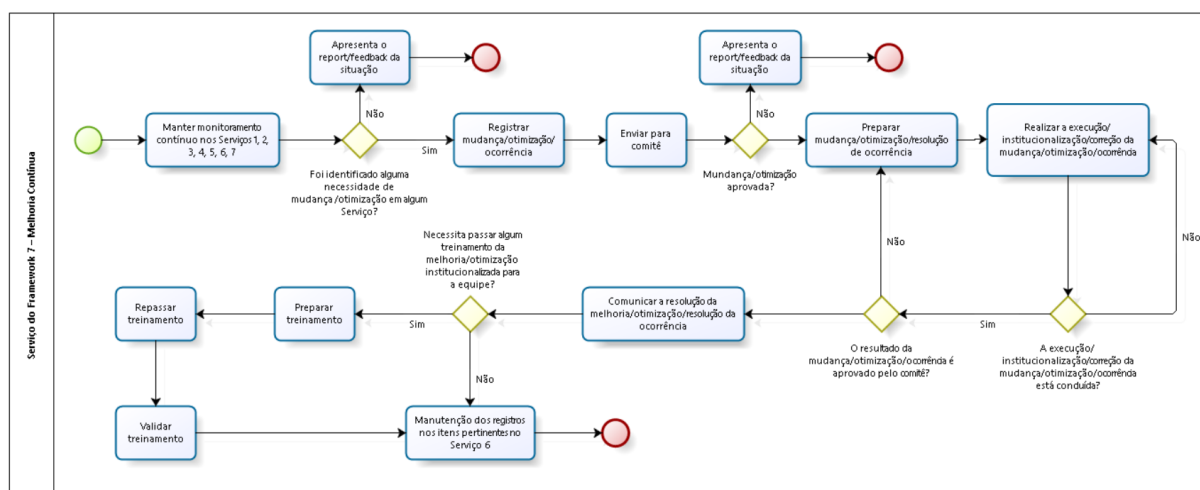 Serviço do Framework 7 – Melhoria Contínua
Apresenta o
report/feedback da
situação
Não
Manter monitoramento
contínuo nos Serviços 1, 2,
3, 4, 5, 6, 7
Foi identificado alguma
necessidade de
mudança /otimização em algum
Serviço?
Sim
Registrar
mudança/otimização/
ocorrência
Enviar para
comitê
Apresenta o
report/feedback da
situação
Não
Mundança/otimização
aprovada?
Preparar
mudança/otimização/resolução
de ocorrência
Realizar a execução/
institucionalização/correção da
mudança/otimização/ocorrência
Não
A execução/
institucionalização/correção da
mudança/otimização/ocorrência
está concluída?
Sim
Não
O resultado da
mudança/otimização/ocorrência é
aprovado pelo comitê?
Comunicar a resolução da
melhoria/otimização/resolução da
ocorrência
Necessita passar algum
treinamento da
melhoria/otimização
institucionalizada para
a equipe?
Sim
Preparar
treinamento
Repassar
treinamento
Não
Validar
treinamento
Manutenção dos registros
nos itens pertinentes no
Serviço 6